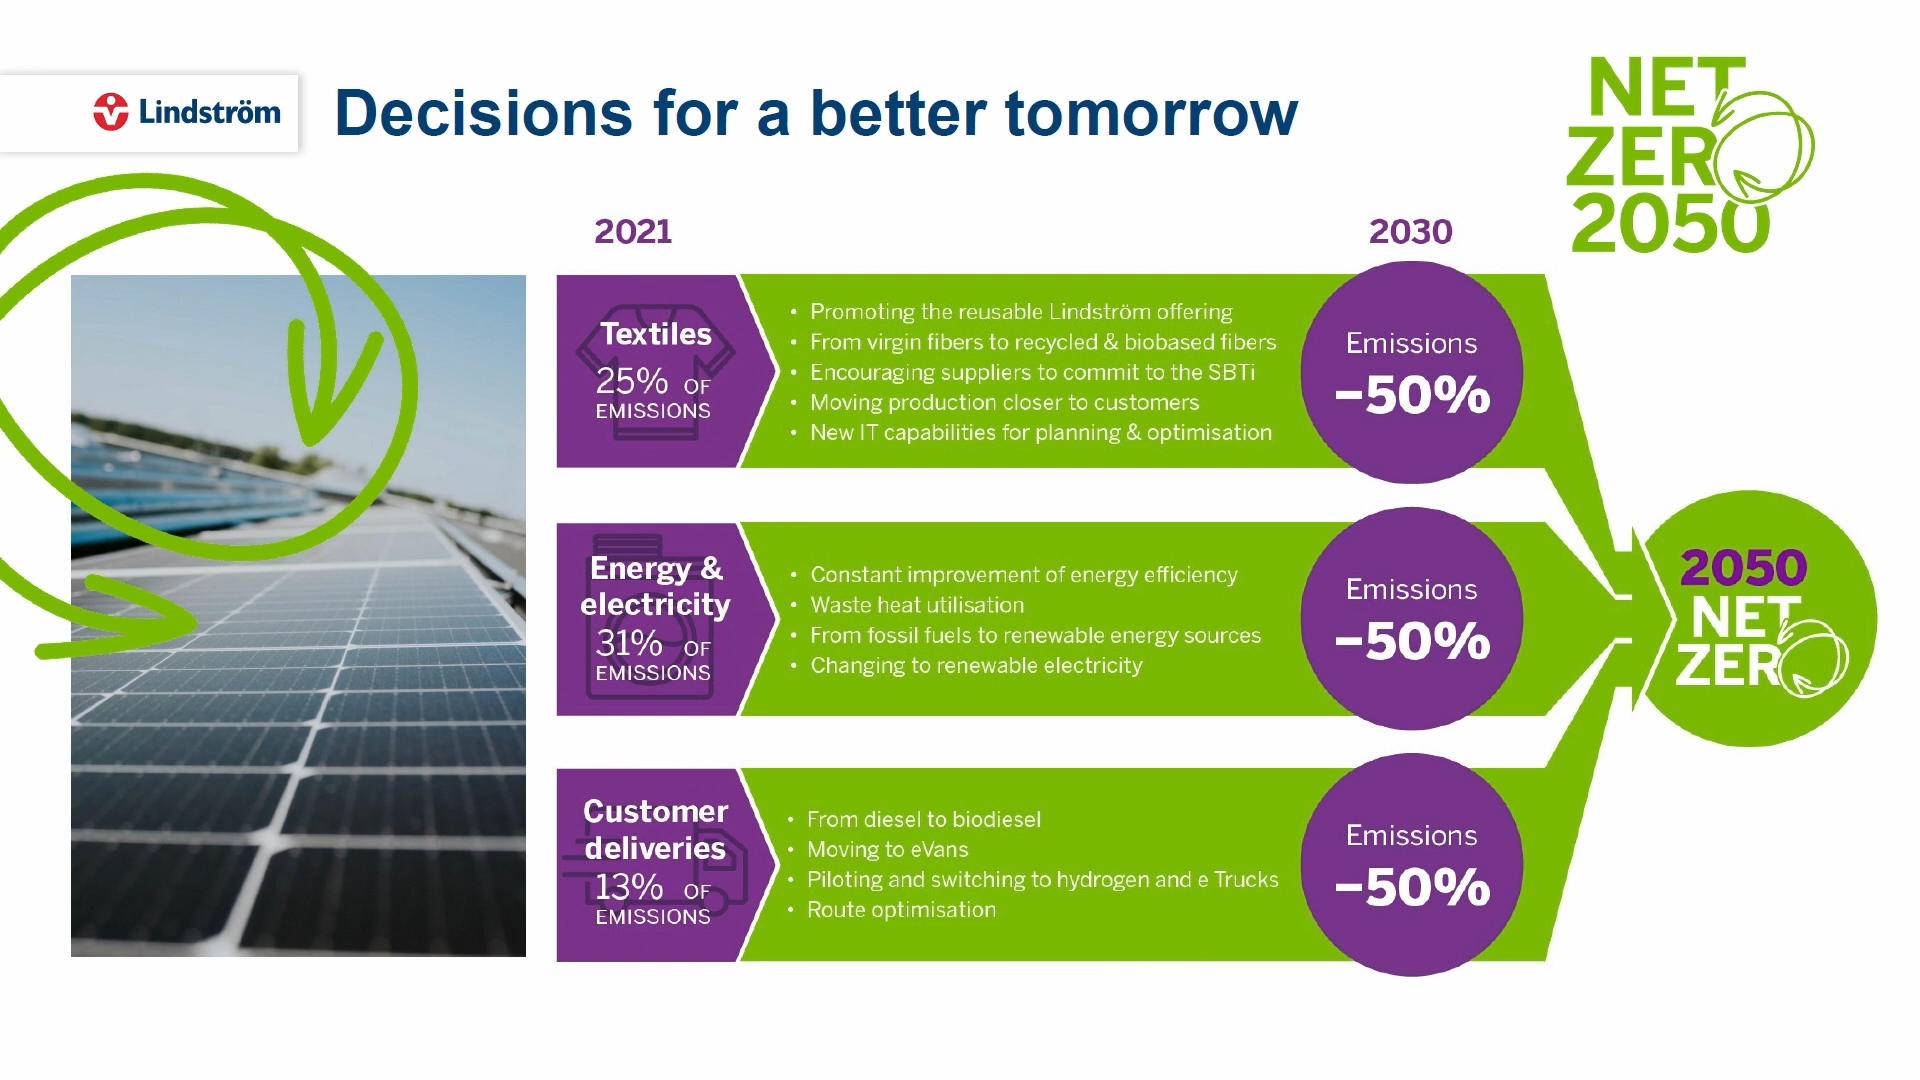 Lindström
Decisions for a better tomorrow
NET
ZERO
2050
2021
2030
Textiles
25% OF
EMISSIONS
• Promoting the reusable Lindström offering
• From virgin fibers to recycled & biobased fibers
• Encouraging suppliers to commit to the SBTi
• Moving production closer to customers
• New IT capabilities for planning & optimisation
Emissions
–50%
Energy &
electricity
31% OF
EMISSIONS
• Constant improvement of energy efficiency
• Waste heat utilisation
• From fossil fuels to renewable energy sources
• Changing to renewable electricity
Emissions
–50%
Customer
deliveries
13% OF
EMISSIONS
• From diesel to biodiesel
• Moving to eVans
• Piloting and switching to hydrogen and e Trucks
• Route optimisation
Emissions
–50%
2050
NET
ZERO